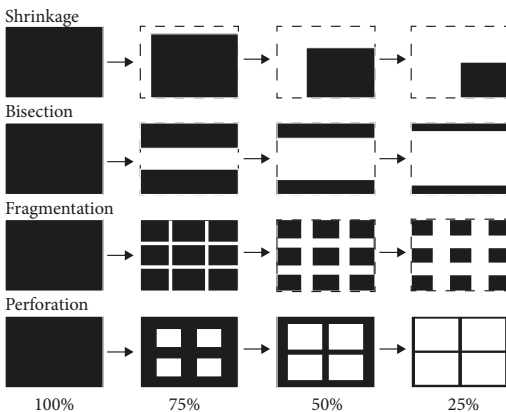 Shrinkage
Bisection
Fragmentation
Perforation
100% 75% 50% 25%